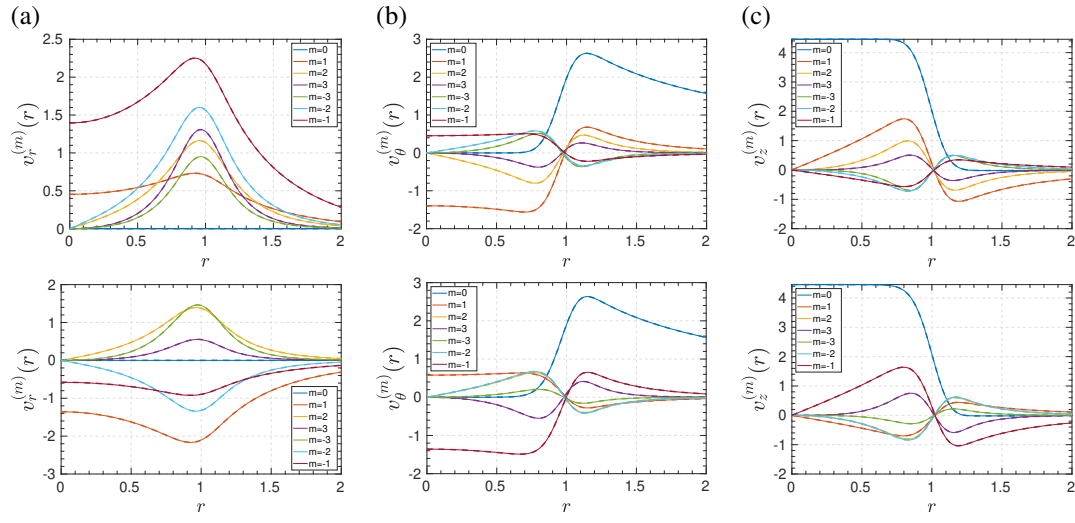 (a)
2.5
2
1.5
1
0.5
0
0 0.5 1 1.5 2
r
v_r^{(m)}(r)
m=0
m=1
m=2
m=3
m=-3
m=-2
m=-1
(b)
3
2
1
0
-1
-2
0 0.5 1 1.5 2
r
v_θ^{(m)}(r)
m=0
m=1
m=2
m=3
m=-3
m=-2
m=-1
(c)
4
2
0
-2
0 0.5 1 1.5 2
r
v_z^{(m)}(r)
m=0
m=1
m=2
m=3
m=-3
m=-2
m=-1
2
1
0
-1
-2
-3
0 0.5 1 1.5 2
r
v_r^{(m)}(r)
m=0
m=1
m=2
m=3
m=-3
m=-2
m=-1
3
2
1
0
-1
-2
0 0.5 1 1.5 2
r
v_θ^{(m)}(r)
m=0
m=1
m=2
m=3
m=-3
m=-2
m=-1
4
2
0
-2
0 0.5 1 1.5 2
r
v_z^{(m)}(r)
m=0
m=1
m=2
m=3
m=-3
m=-2
m=-1